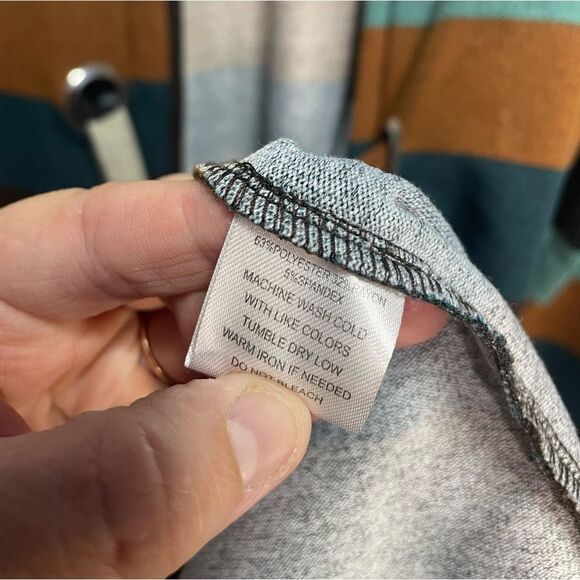 63%POLYESTER 32
5%SPANDEX
MACHINE WASH COLD
WITH LIKE COLORS
TUMBLE DRY LOW
WARM IRON IF NEEDED
DO NOT BLEACH